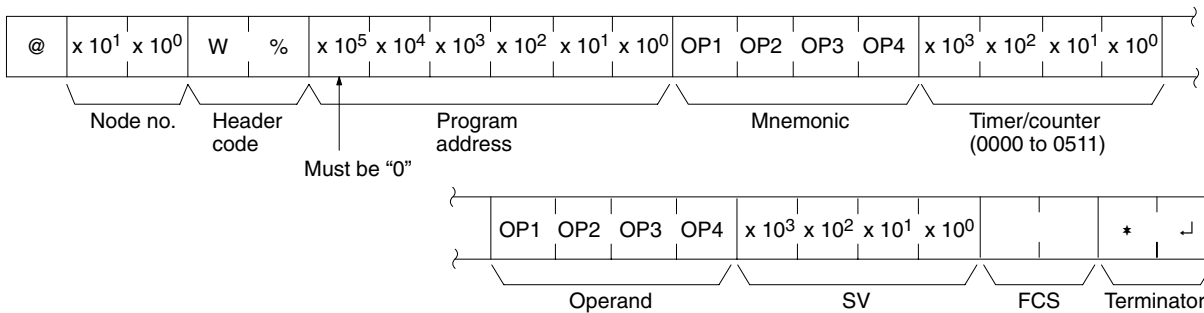 @ x 10¹ x 10⁰ W % x 10⁵ x 10⁴ x 10³ x 10² x 10¹ x 10⁰ OP1 OP2 OP3 OP4 x 10³ x 10² x 10¹ x 10⁰
Node no. Header code Program address Mnemonic Timer/counter (0000 to 0511)
Must be “0”
OP1 OP2 OP3 OP4 x 10³ x 10² x 10¹ x 10⁰ * ↵
Operand SV FCS Terminator